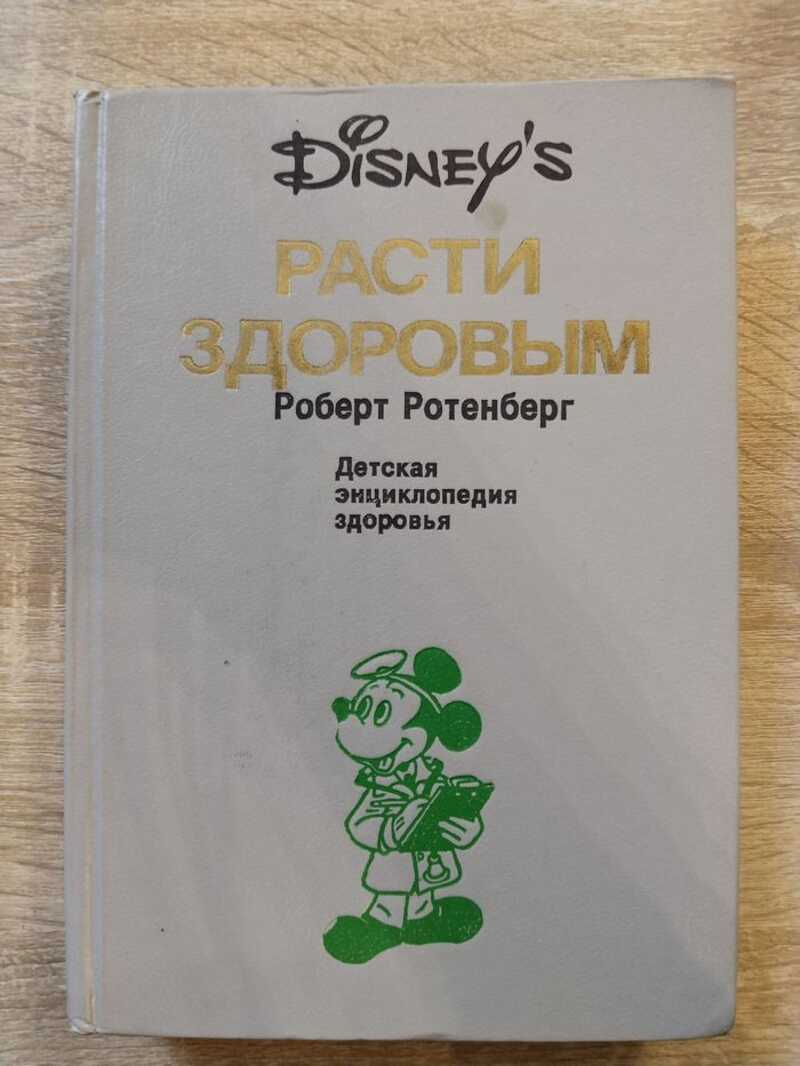 Disney's
РАСТИ
ЗДОРОВЫМ
Роберт Ротенберг
Детская
энциклопедия
здоровья